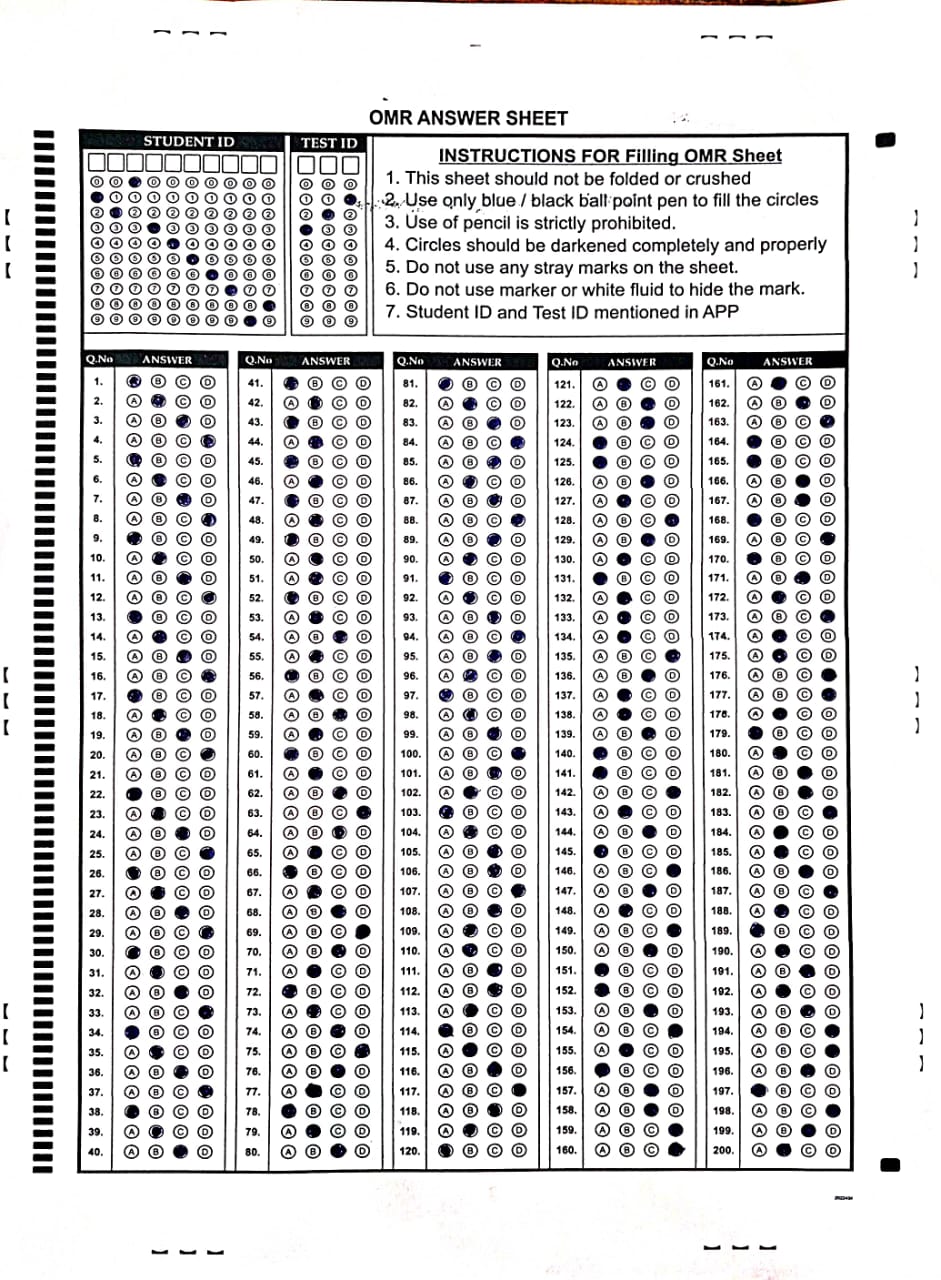 OMR ANSWER SHEET
STUDENT ID
0 0 0 0 0 0 0 0 0
1 1 1 1 1 1 1 1 1
2 2 2 2 2 2 2 2 2
3 3 3 3 3 3 3 3 3
4 4 4 4 4 4 4 4 4
5 5 5 5 5 5 5 5 5
6 6 6 6 6 6 6 6 6
7 7 7 7 7 7 7 7 7
8 8 8 8 8 8 8 8 8
9 9 9 9 9 9 9 9 9
TEST ID
0 0 0
1 1
2 2
3 3
4 4 4
5 5 5
6 6 6
7 7 7
8 8 8
9 9 9
INSTRUCTIONS FOR Filling OMR Sheet
1. This sheet should not be folded or crushed
2. Use only blue / black ball point pen to fill the circles
3. Use of pencil is strictly prohibited.
4. Circles should be darkened completely and properly
5. Do not use any stray marks on the sheet.
6. Do not use marker or white fluid to hide the mark.
7. Student ID and Test ID mentioned in APP
Q.No ANSWER
1. B C D
2. A C D
3. A B D
4. A B C
5. B C D
6. A C D
7. A B D
8. A B C
9. B C D
10. A C D
11. A B D
12. A B C
13. B C D
14. A C D
15. A B D
16. A B C
17. B C D
18. A C D
19. A B D
20. A B C
21. A B C D
22. B C D
23. A C D
24. A B D
25. A B C
26. B C D
27. A C D
28. A B D
29. A B C
30. B C D
31. A C D
32. A B D
33. A B C
34. B C D
35. A C D
36. A B D
37. A B C
38. B C D
39. A C D
40. A B D
Q.No ANSWER
41. B C D
42. A C D
43. B C D
44. A C D
45. B C D
46. A C D
47. B C D
48. A C D
49. B C D
50. A C D
51. A C D
52. B C D
53. A C D
54. A B D
55. A C D
56. B C D
57. A C D
58. A B D
59. A C D
60. B C D
61. A C D
62. A B D
63. A B C
64. A B D
65. A C D
66. B C D
67. A C D
68. A B D
69. A B C
70. A B D
71. A C D
72. B C D
73. A C D
74. A B D
75. A B C
76. A B D
77. A C D
78. B C D
79. A C D
80. A B D
Q.No ANSWER
81. B C D
82. A C D
83. A B D
84. A B C
85. A B D
86. A C D
87. A B D
88. A B C
89. A B D
90. A C D
91. B C D
92. A C D
93. A B D
94. A B C
95. A B D
96. A C D
97. B C D
98. A C D
99. A B D
100. A B C
101. A B D
102. A C D
103. B C D
104. A C D
105. A B D
106. A B D
107. A B C
108. A B D
109. A C D
110. A C D
111. A B D
112. A B D
113. A C D
114. B C D
115. A C D
116. A B D
117. A B C
118. A B D
119. A C D
120. B C D
Q.No ANSWER
121. A C D
122. A B D
123. A B D
124. B C D
125. B C D
126. A B D
127. A C D
128. A B C
129. A B D
130. A C D
131. B C D
132. A C D
133. A C D
134. A C D
135. A B C
136. A B D
137. A C D
138. A C D
139. A B D
140. B C D
141. B C D
142. A B C
143. A C D
144. A B D
145. B C D
146. A B C
147. A B D
148. A C D
149. A B C
150. A B D
151. B C D
152. B C D
153. A B D
154. A B C
155. A C D
156. B C D
157. A B D
158. A B D
159. A B C
160. A B C
Q.No ANSWER
161. A C D
162. A B D
163. A B C
164. B C D
165. B C D
166. A B D
167. A B D
168. B C D
169. A B C
170. B C D
171. A B D
172. A C D
173. A B C
174. A C D
175. A C D
176. A B C
177. A B C
178. A C D
179. B C D
180. A C D
181. A B D
182. A B D
183. A B C
184. A C D
185. A C D
186. A B D
187. A B C
188. A C D
189. B C D
190. A C D
191. A B D
192. A C D
193. A B D
194. A B C
195. A B C
196. A B D
197. B C D
198. A B C
199. A B D
200. A C D